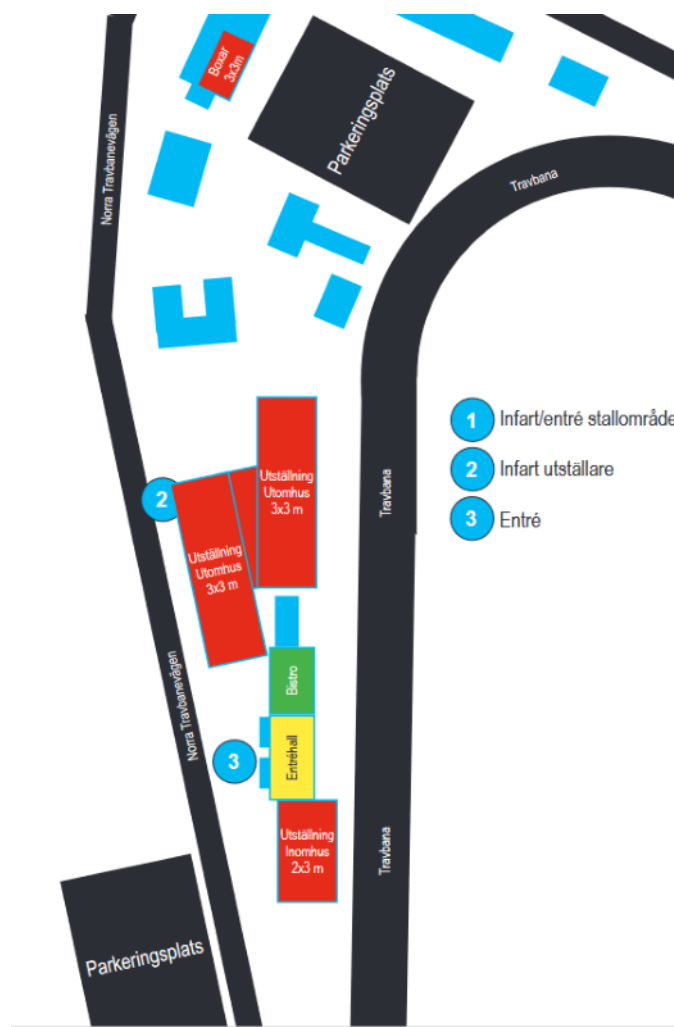 Boxar
3x3m
Parkeringsplats
Norra Travbanevägen
Travbana
1 Infart/entré stallområde
2 Infart utställare
3 Entré
Utställning
Utomhus
3x3 m
Travbana
2
Utställning
Utomhus
3x3 m
Norra Travbanevägen
Bistro
3
Entréhall
Utställning
Inomhus
2x3 m
Travbana
Parkeringsplats